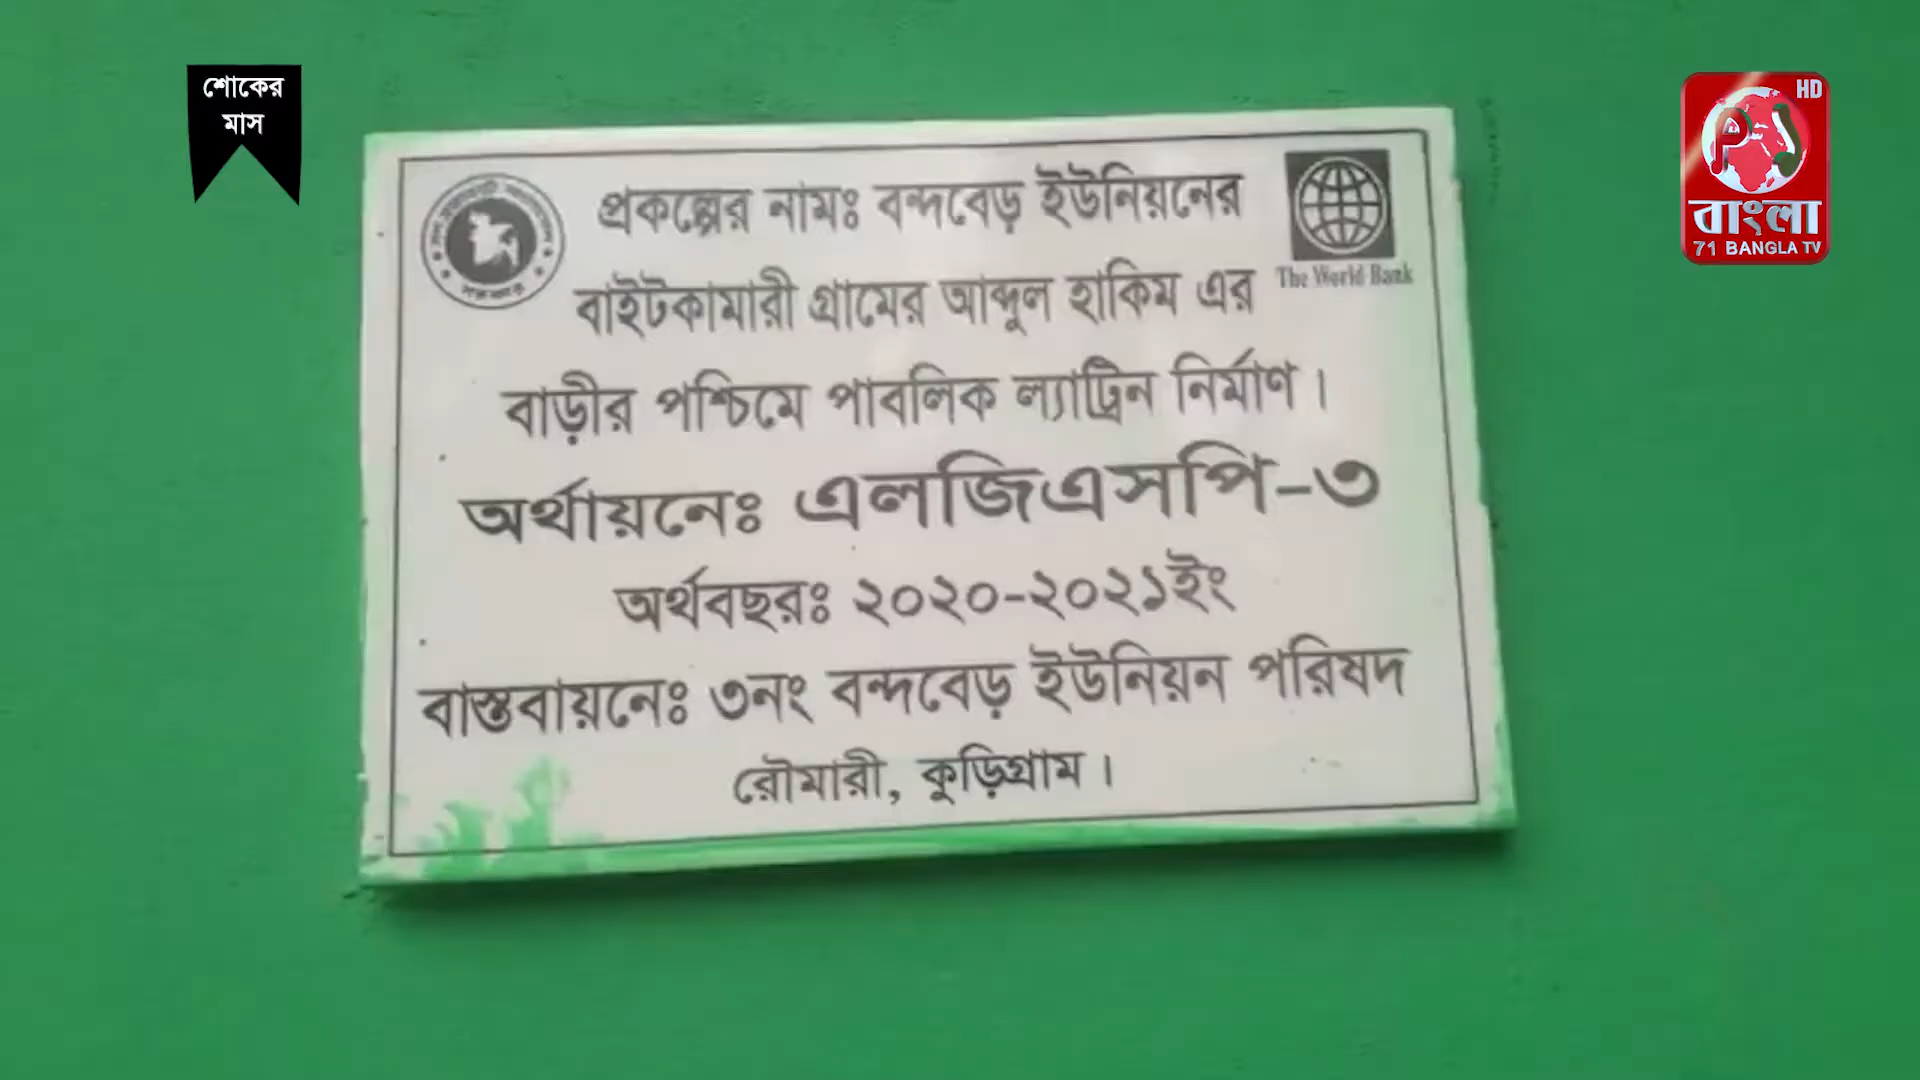 শোকের
মাস
HD
বাংলা
71 BANGLA TV
প্রকল্পের নামঃ বন্দবেড় ইউনিয়নের
The World Bank
বাইটকামারী গ্রামের আব্দুল হাকিম এর
বাড়ীর পশ্চিমে পাবলিক ল্যাট্রিন নির্মাণ।
অর্থায়নেঃ এলজিএসপি-৩
অর্থবছরঃ ২০২০-২০২১ইং
বাস্তবায়নেঃ ৩নং বন্দবেড় ইউনিয়ন পরিষদ
রৌমারী, কুড়িগ্রাম।